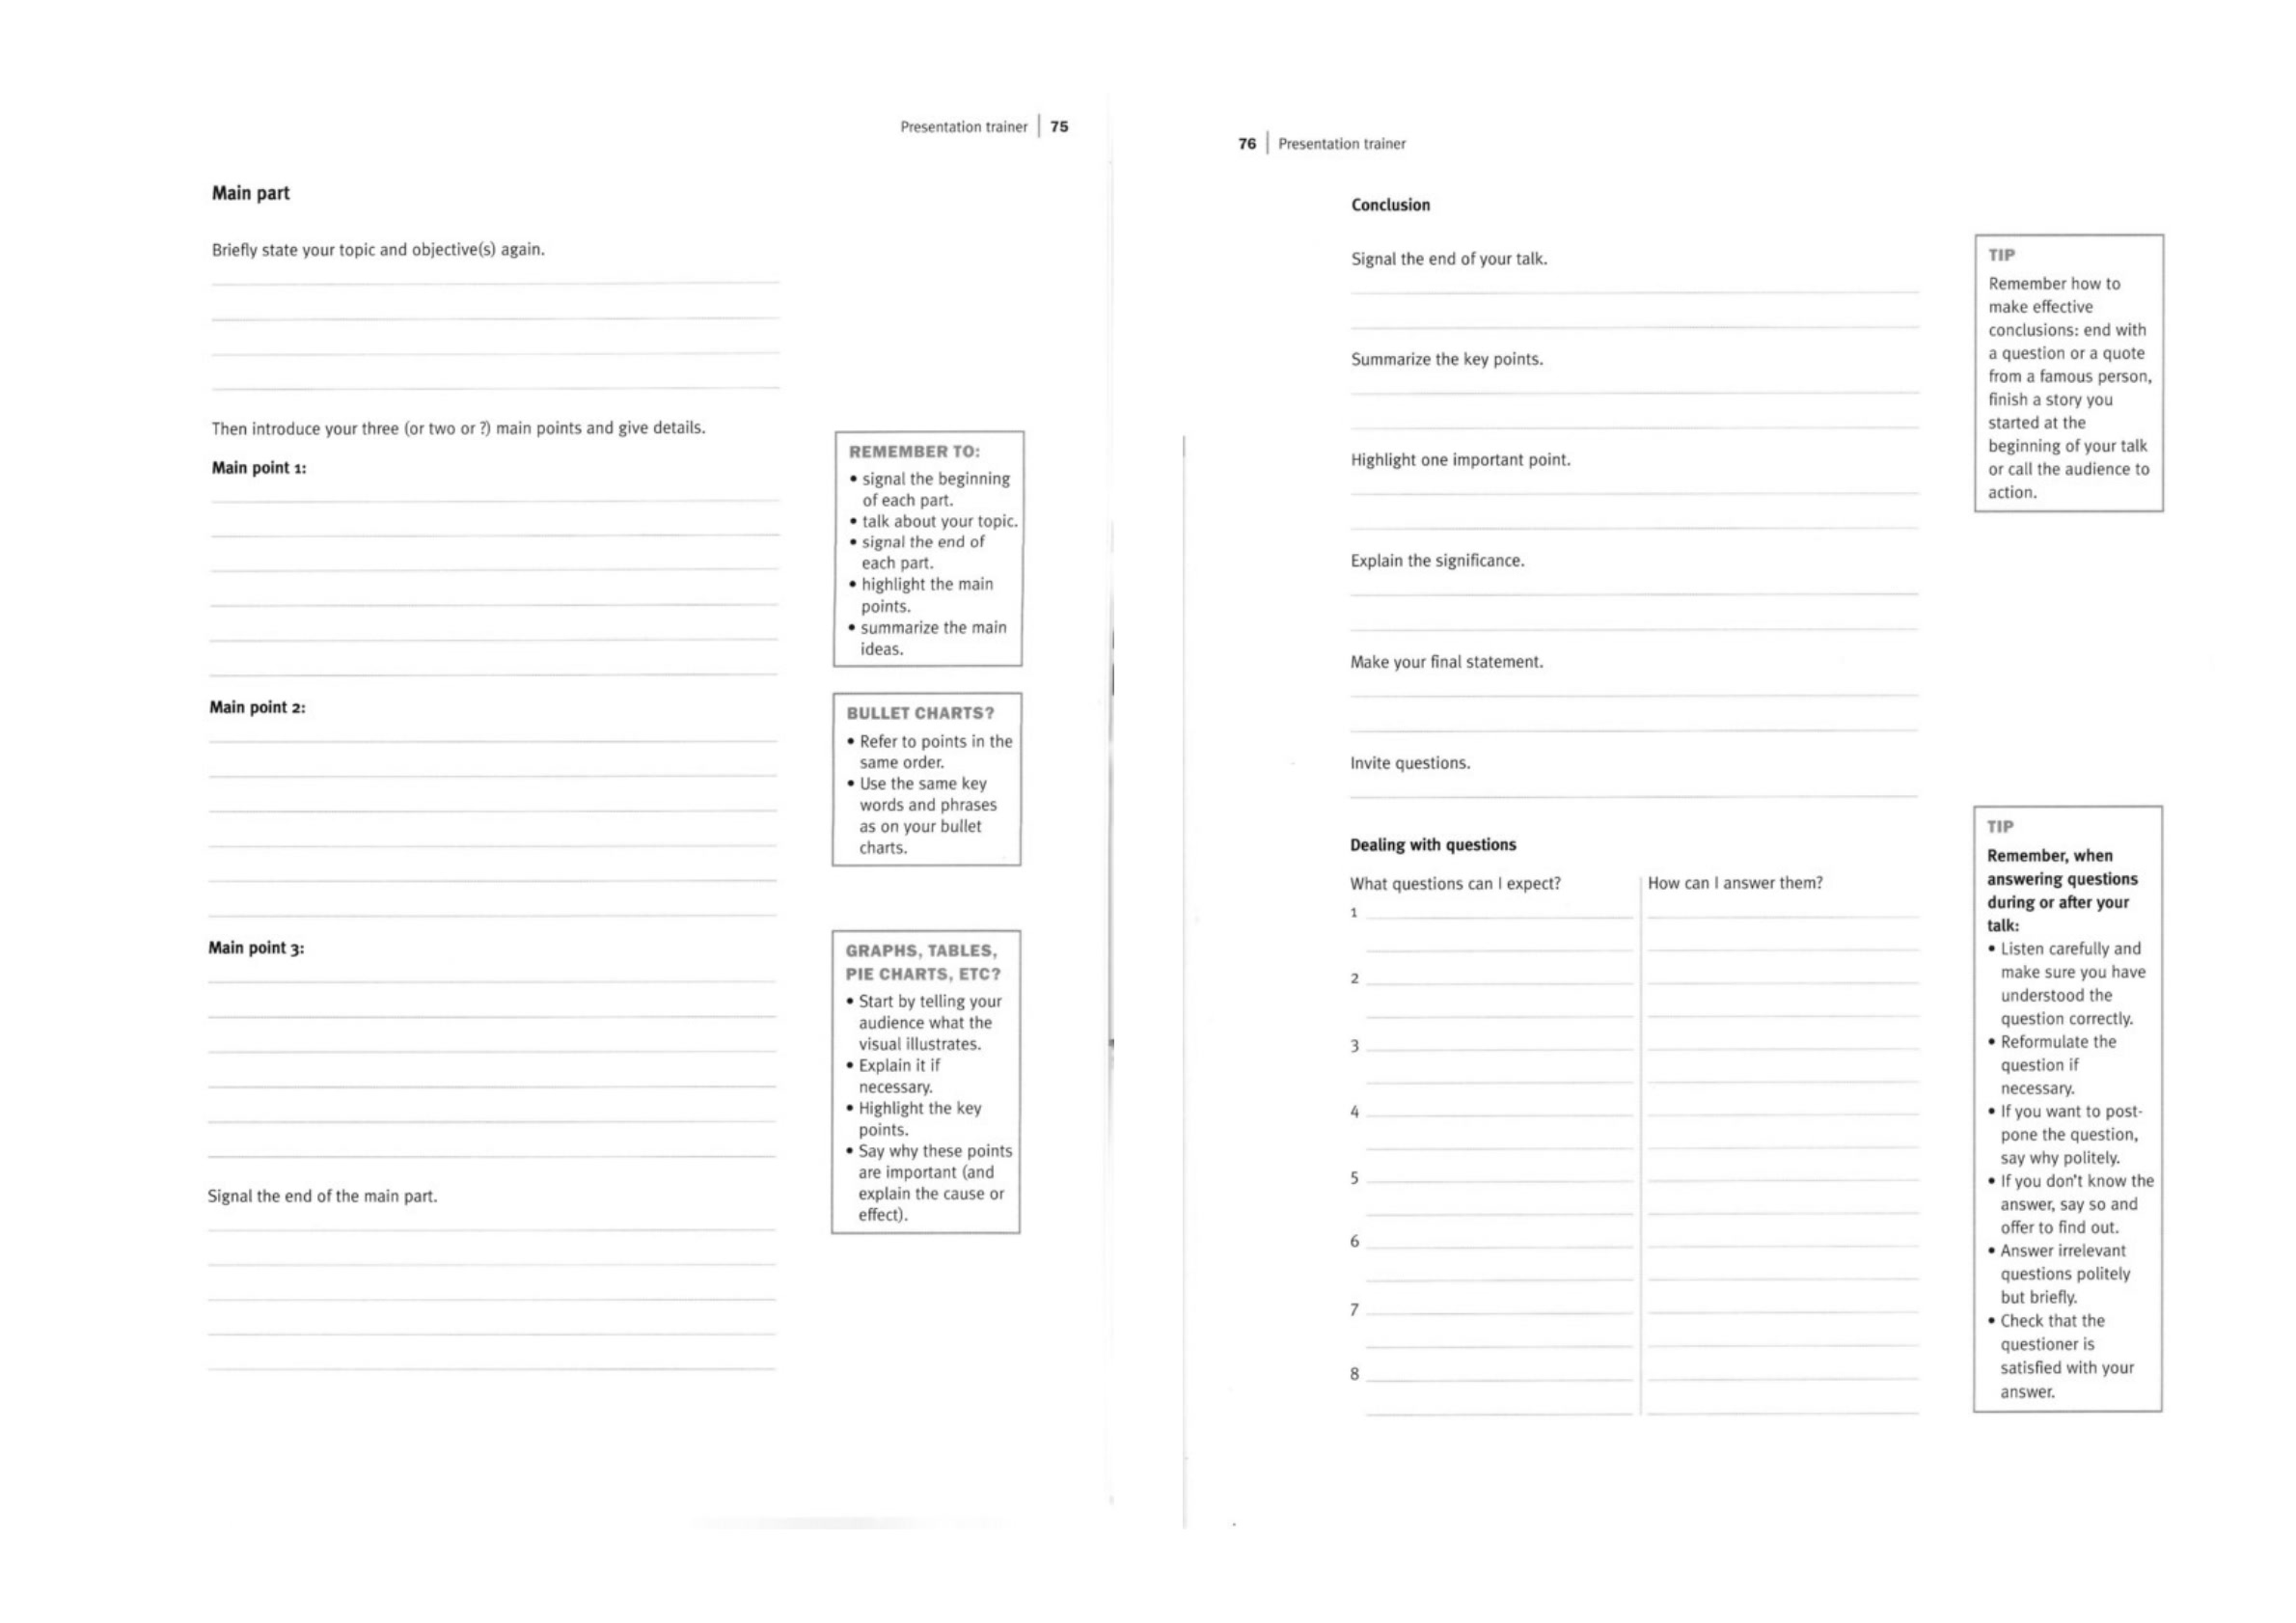 Presentation trainer | 75
Main part
Briefly state your topic and objective(s) again.
Then introduce your three (or two or ?) main points and give details.
Main point 1:
Main point 2:
Main point 3:
Signal the end of the main part.
REMEMBER TO:
• signal the beginning
of each part.
• talk about your topic.
• signal the end of
each part.
• highlight the main
points.
• summarize the main
ideas.
BULLET CHARTS?
• Refer to points in the
same order.
• Use the same key
words and phrases
as on your bullet
charts.
GRAPHS, TABLES,
PIE CHARTS, ETC?
• Start by telling your
audience what the
visual illustrates.
• Explain it if
necessary.
• Highlight the key
points.
• Say why these points
are important (and
explain the cause or
effect).
76 | Presentation trainer
Conclusion
Signal the end of your talk.
Summarize the key points.
Highlight one important point.
Explain the significance.
Make your final statement.
Invite questions.
TIP
Remember how to
make effective
conclusions: end with
a question or a quote
from a famous person,
finish a story you
started at the
beginning of your talk
or call the audience to
action.
Dealing with questions
What questions can I expect? How can I answer them?
1
2
3
4
5
6
7
8
TIP
Remember, when
answering questions
during or after your
talk:
• Listen carefully and
make sure you have
understood the
question correctly.
• Reformulate the
question if
necessary.
• If you want to post-
pone the question,
say why politely.
• If you don't know the
answer, say so and
offer to find out.
• Answer irrelevant
questions politely
but briefly.
• Check that the
questioner is
satisfied with your
answer.